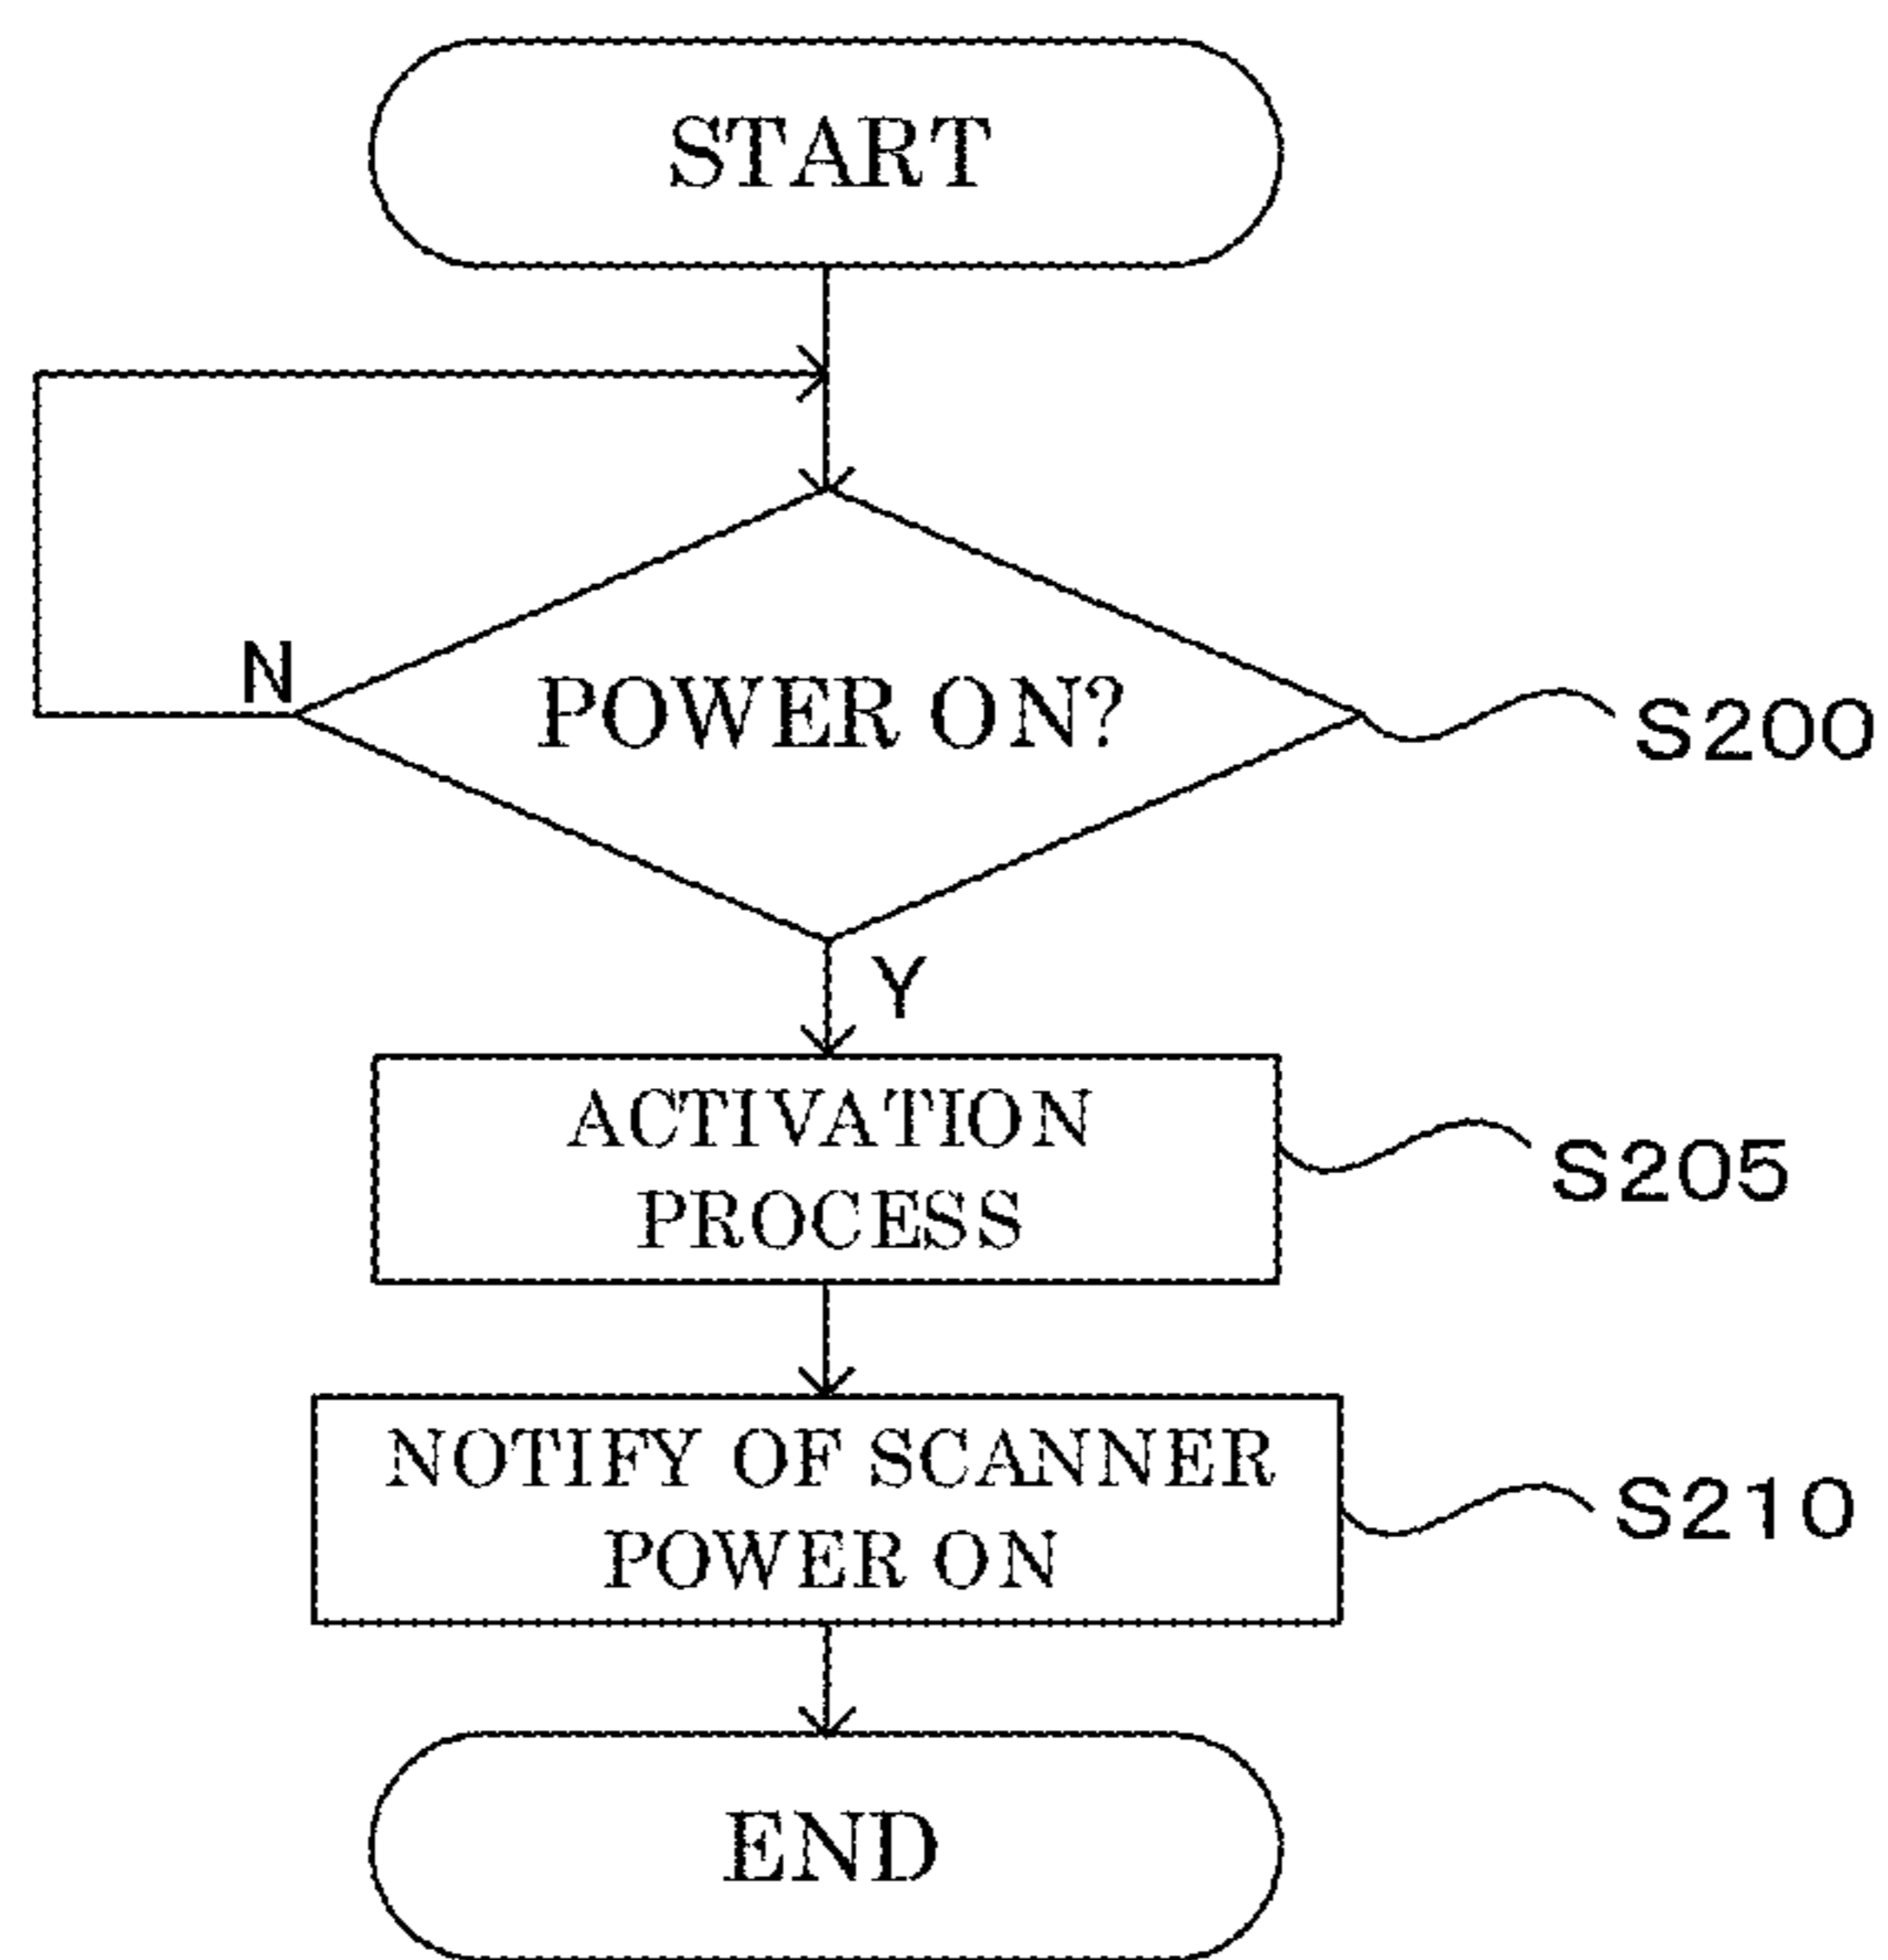 START
N
POWER ON?
S200
Y
ACTIVATION
PROCESS
S205
NOTIFY OF SCANNER
POWER ON
S210
END